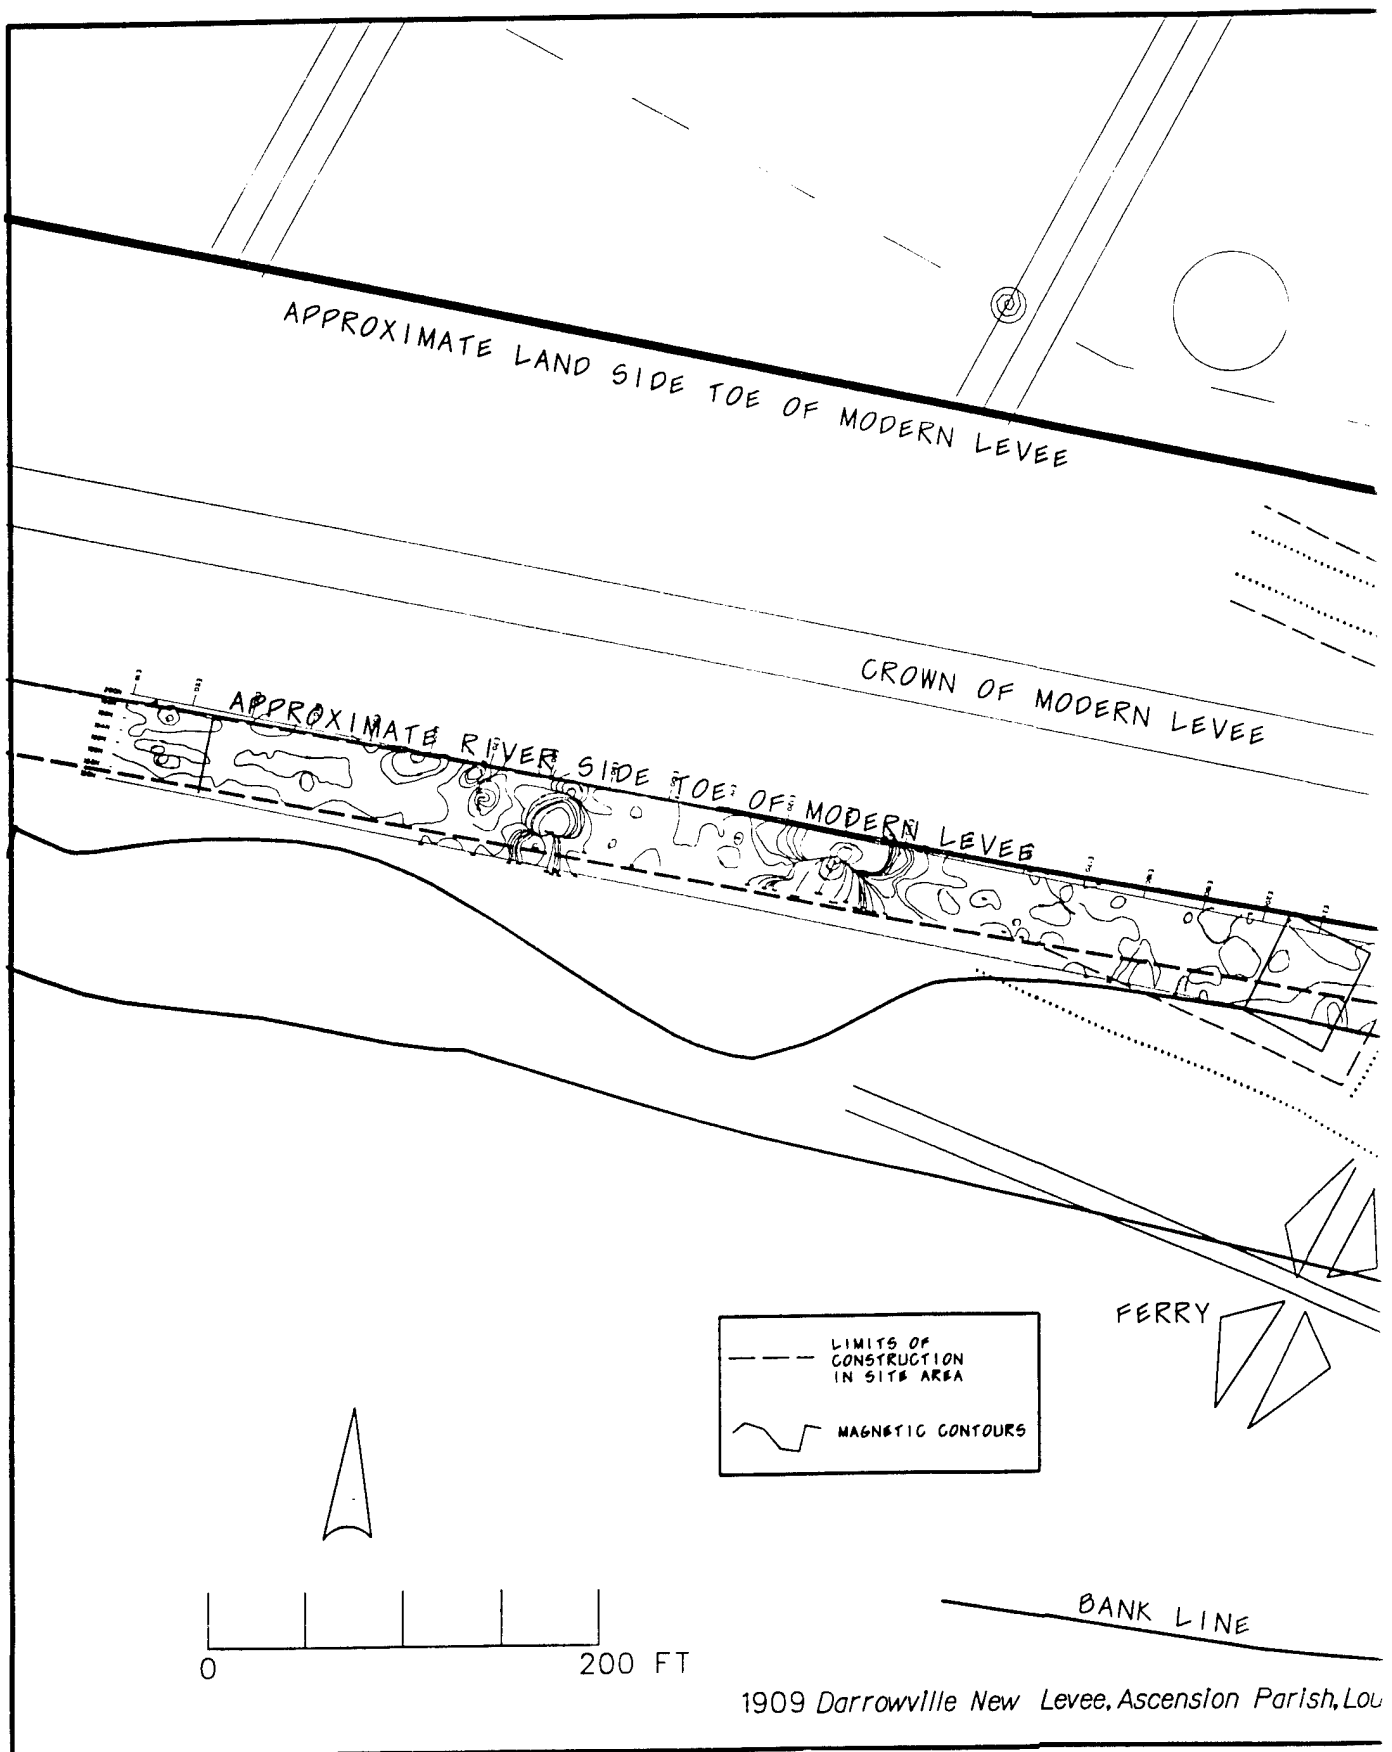 APPROXIMATE LAND SIDE TOE OF MODERN LEVEE
CROWN OF MODERN LEVEE
APPROXIMATE RIVER SIDE TOE OF MODERN LEVEE
FERRY
LIMITS OF
CONSTRUCTION
IN SITE AREA
MAGNETIC CONTOURS
BANK LINE
0
200 FT
1909 Darrowville New Levee, Ascension Parish, Lou